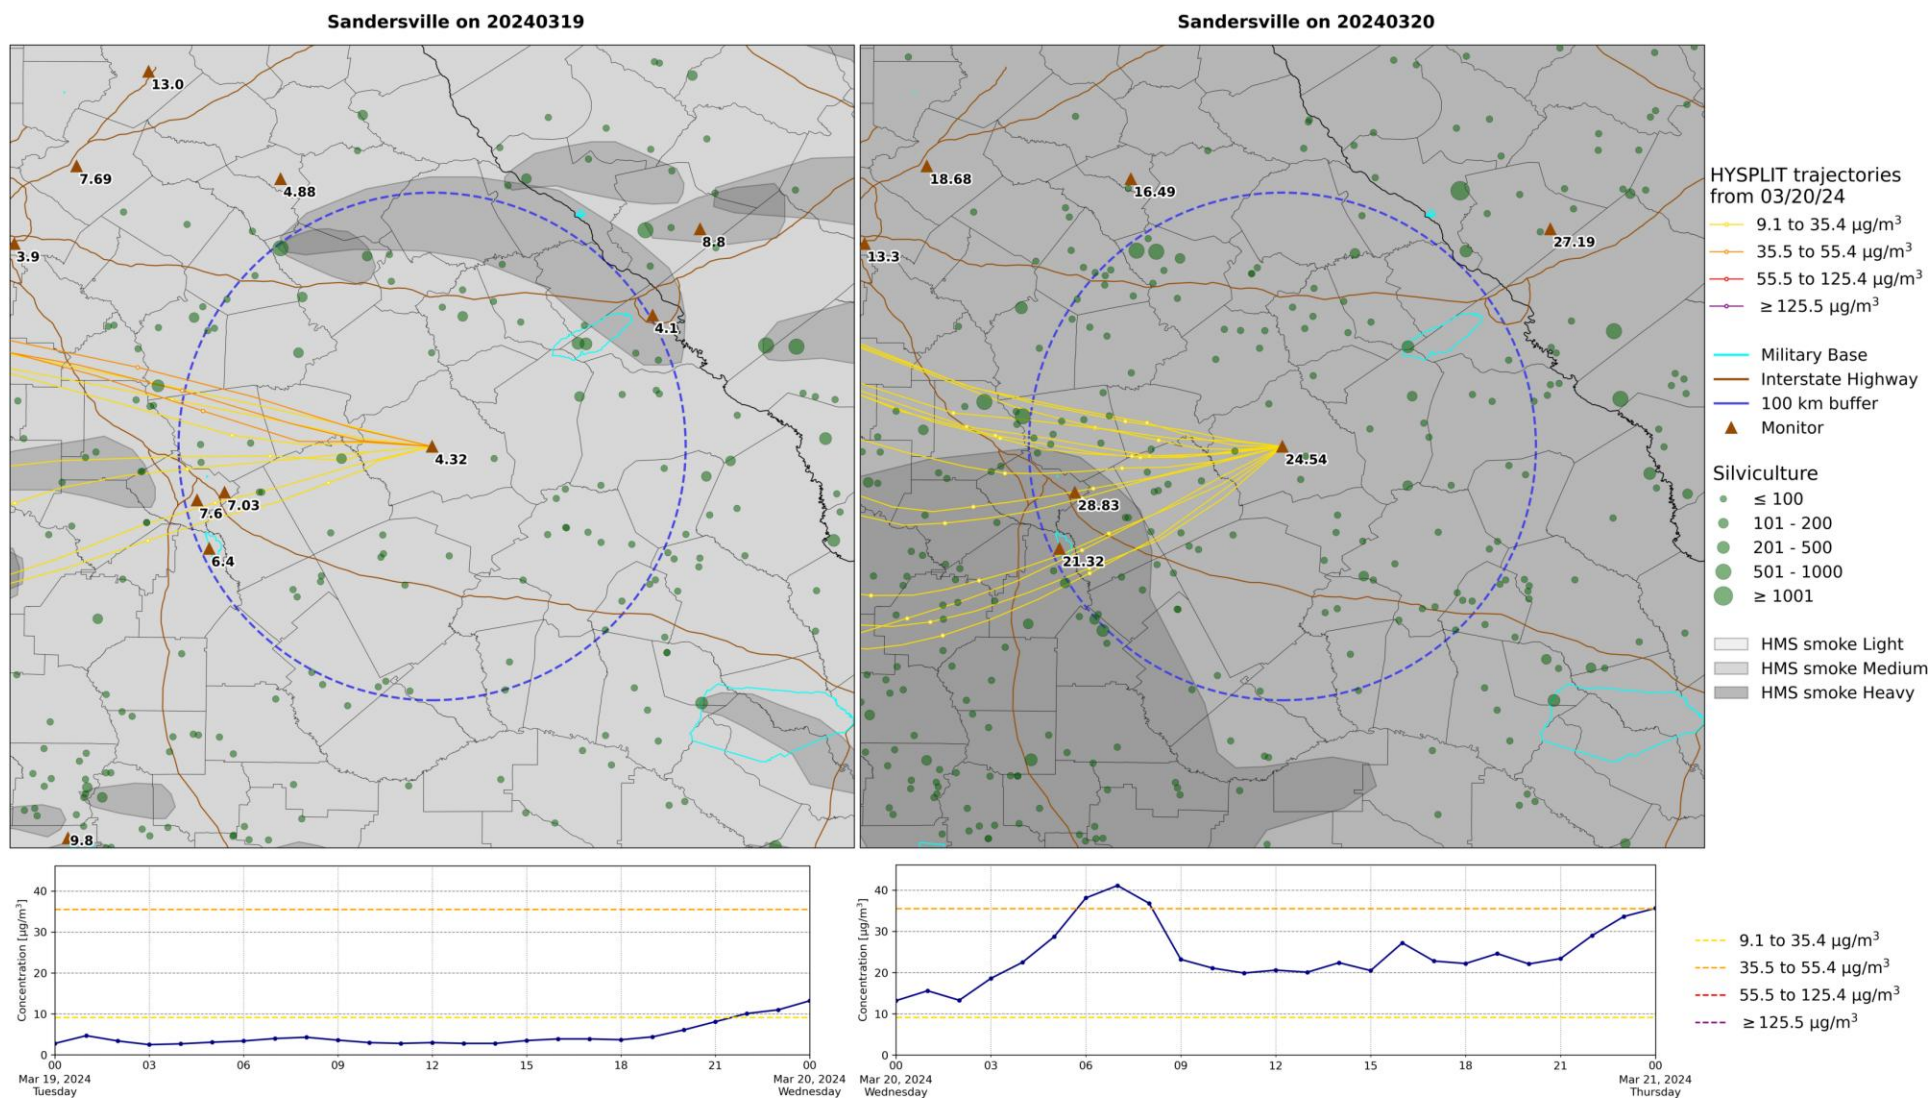 Sandersville on 20240319
Sandersville on 20240320
13.0
7.69
4.88
3.9
8.8
4.1
4.32
7.03
7.6
6.4
9.8
18.68
16.49
13.3
27.19
24.54
28.83
21.32
HYSPLIT trajectories
from 03/20/24
9.1 to 35.4 µg/m³
35.5 to 55.4 µg/m³
55.5 to 125.4 µg/m³
≥ 125.5 µg/m³
Military Base
Interstate Highway
100 km buffer
Monitor
Silviculture
≤ 100
101 - 200
201 - 500
501 - 1000
≥ 1001
HMS smoke Light
HMS smoke Medium
HMS smoke Heavy
Concentration [µg/m³]
40
30
20
10
0
00
03
06
09
12
15
18
21
00
Mar 19, 2024
Tuesday
Mar 20, 2024
Wednesday
Concentration [µg/m³]
40
30
20
10
0
00
03
06
09
12
15
18
21
00
Mar 20, 2024
Wednesday
Mar 21, 2024
Thursday
9.1 to 35.4 µg/m³
35.5 to 55.4 µg/m³
55.5 to 125.4 µg/m³
≥ 125.5 µg/m³